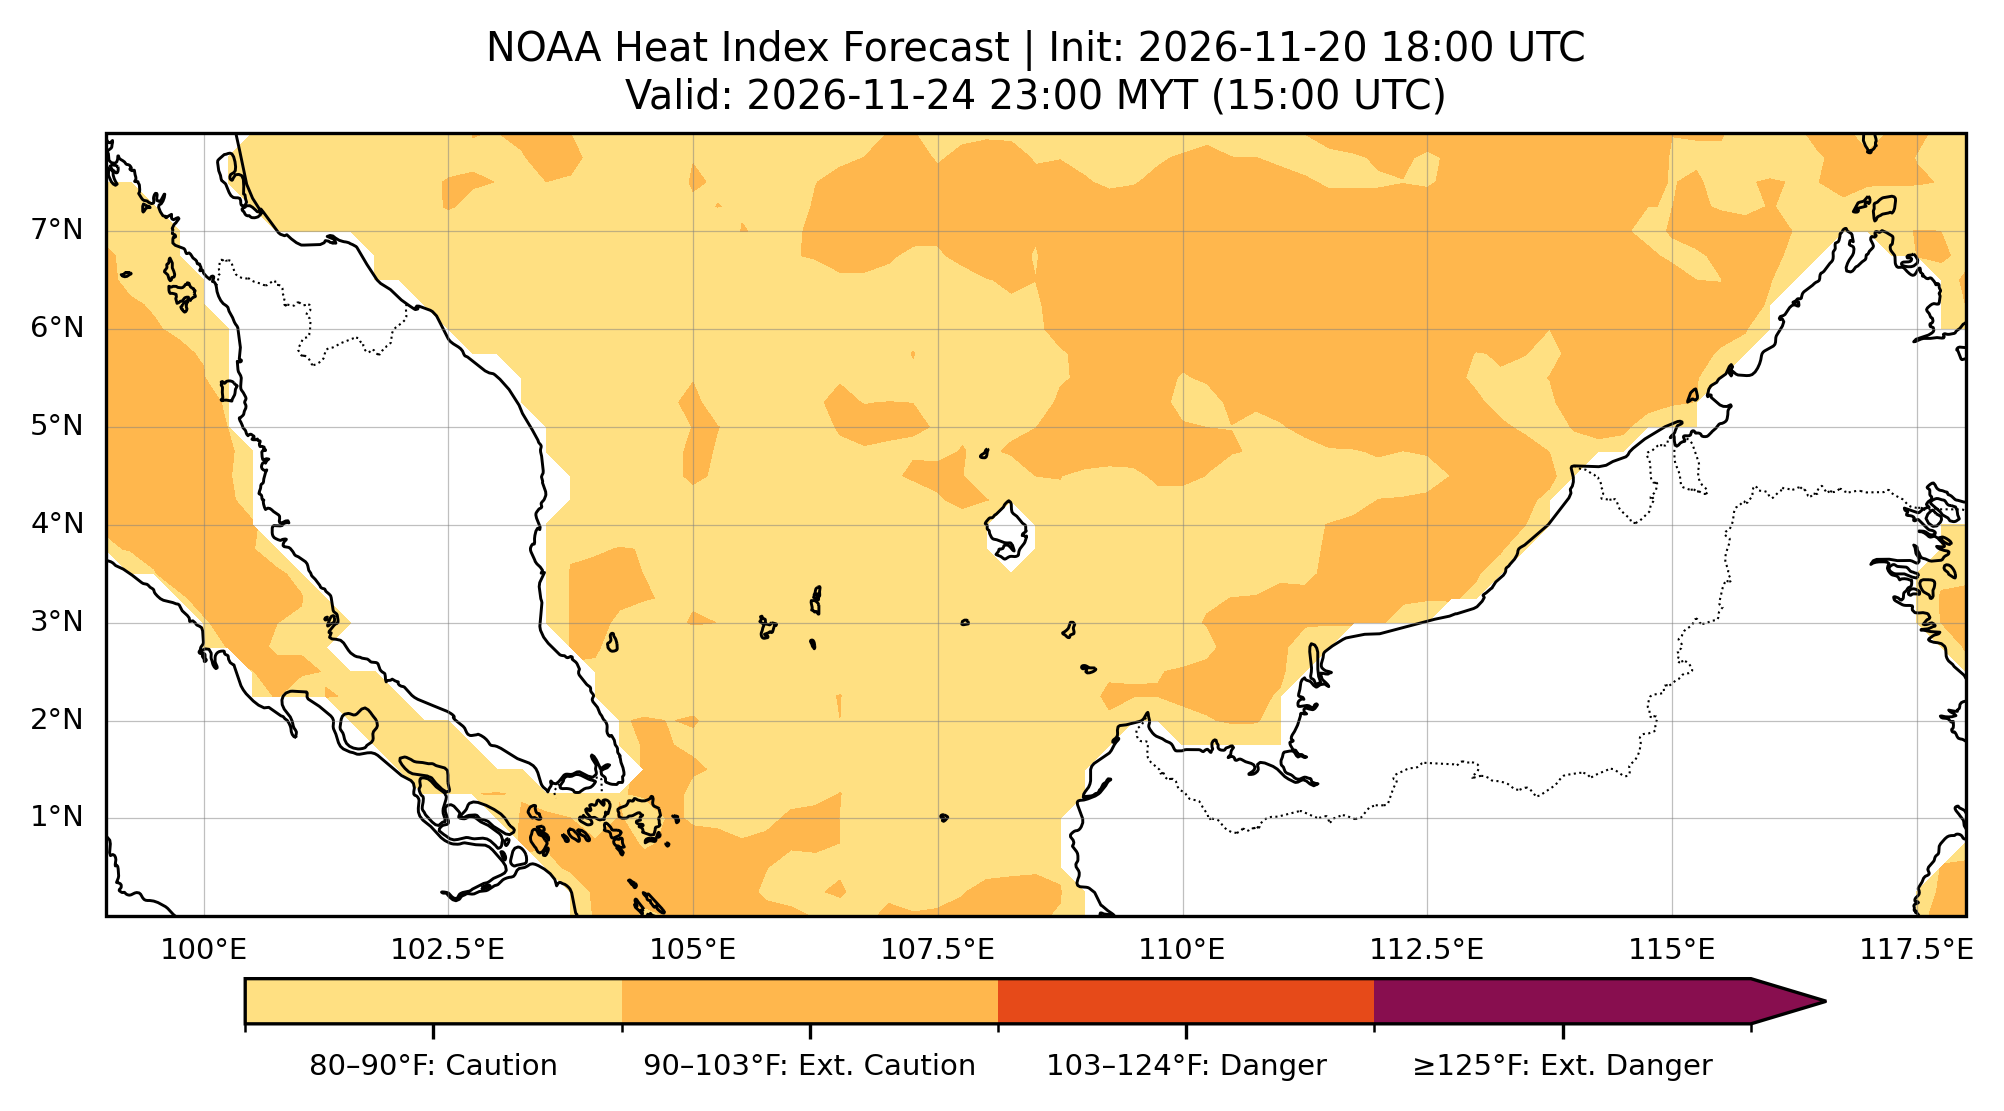 NOAA Heat Index Forecast | Init: 2026-11-20 18:00 UTC
Valid: 2026-11-24 23:00 MYT (15:00 UTC)
7°N
6°N
5°N
4°N
3°N
2°N
1°N
100°E 102.5°E 105°E 107.5°E 110°E 112.5°E 115°E 117.5°E
80–90°F: Caution 90–103°F: Ext. Caution 103–124°F: Danger ≥125°F: Ext. Danger